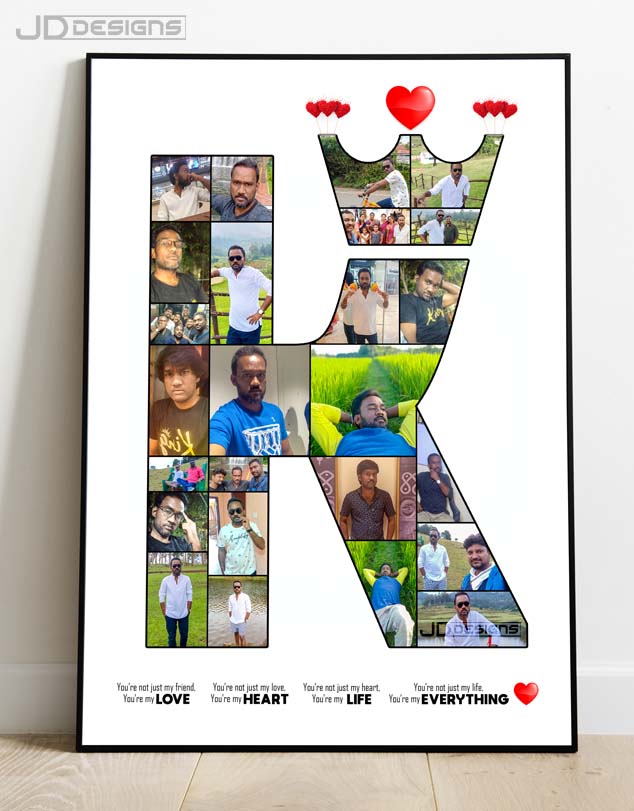 JD DESIGNS
King
King
You're not just my friend,
You're my LOVE
You're not just my love,
You're my HEART
You're not just my heart,
You're my LIFE
You're not just my life,
You're my EVERYTHING
JD DESIGNS